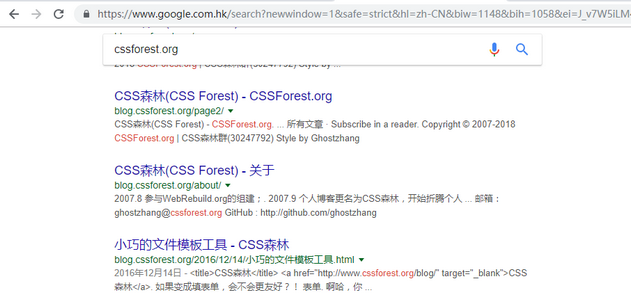 https://www.google.com.hk/search?newwindow=1&safe=strict&hl=zh-CN&biw=1148&bih=1058&ei=J_v7W5iLM
cssforest.org
CSSForest.org | CSS森林群(30247792) Style by ...
CSS森林(CSS Forest) - CSSForest.org
blog.cssforest.org/page2/
CSS森林(CSS Forest) - CSSForest.org. ... 所有文章 · Subscribe in a reader. Copyright © 2007-2018
CSSForest.org | CSS森林群(30247792) Style by Ghostzhang
CSS森林(CSS Forest) - 关于
blog.cssforest.org/about/
2007.8 参与WebRebuild.org的组建；. 2007.9 个人博客更名为CSS森林，开始折腾个人 ... 邮箱：
ghostzhang@cssforest.org GitHub : http://github.com/ghostzhang
小巧的文件模板工具 - CSS森林
blog.cssforest.org/2016/12/14/小巧的文件模板工具.html
2016年12月14日 - <title>CSS森林</title> <a href="http://www.cssforest.org/blog/" target="_blank">CSS
森林</a>. 如果变成填表单，会不会更友好？！ 表单. 啊哈，你 ...